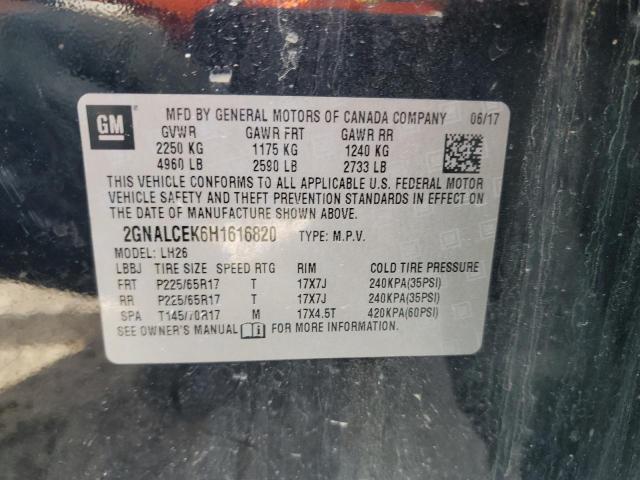 GM
MFD BY GENERAL MOTORS OF CANADA COMPANY 06/17
GVWR GAWR FRT GAWR RR
2250 KG 1175 KG 1240 KG
4960 LB 2590 LB 2733 LB
THIS VEHICLE CONFORMS TO ALL APPLICABLE U.S. FEDERAL MOTOR
VEHICLE SAFETY AND THEFT PREVENTION STANDARDS IN EFFECT ON
THE DATE OF MANUFACTURE SHOWN ABOVE.
2GNALCEK6H1616820 TYPE: M.P.V.
MODEL: LH26
LBBJ TIRE SIZE SPEED RTG RIM COLD TIRE PRESSURE
FRT P225/65R17 T 17X7J 240KPA(35PSI)
RR P225/65R17 T 17X7J 240KPA(35PSI)
SPA T145/70R17 M 17X4.5T 420KPA(60PSI)
SEE OWNER'S MANUAL FOR MORE INFORMATION.